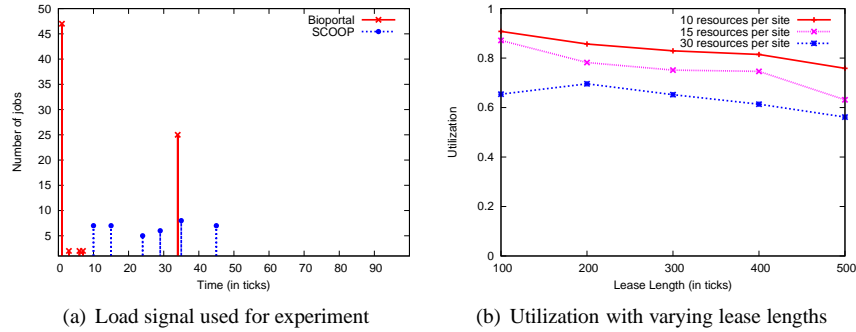 50
45
40
35
30
25
20
15
10
5
Number of jobs
0 10 20 30 40 50 60 70 80 90
Time (in ticks)
Bioportal
SCOOP
(a) Load signal used for experiment
1
0.8
0.6
0.4
0.2
0
Utilization
100 200 300 400 500
Lease Length (in ticks)
10 resources per site
15 resources per site
30 resources per site
(b) Utilization with varying lease lengths